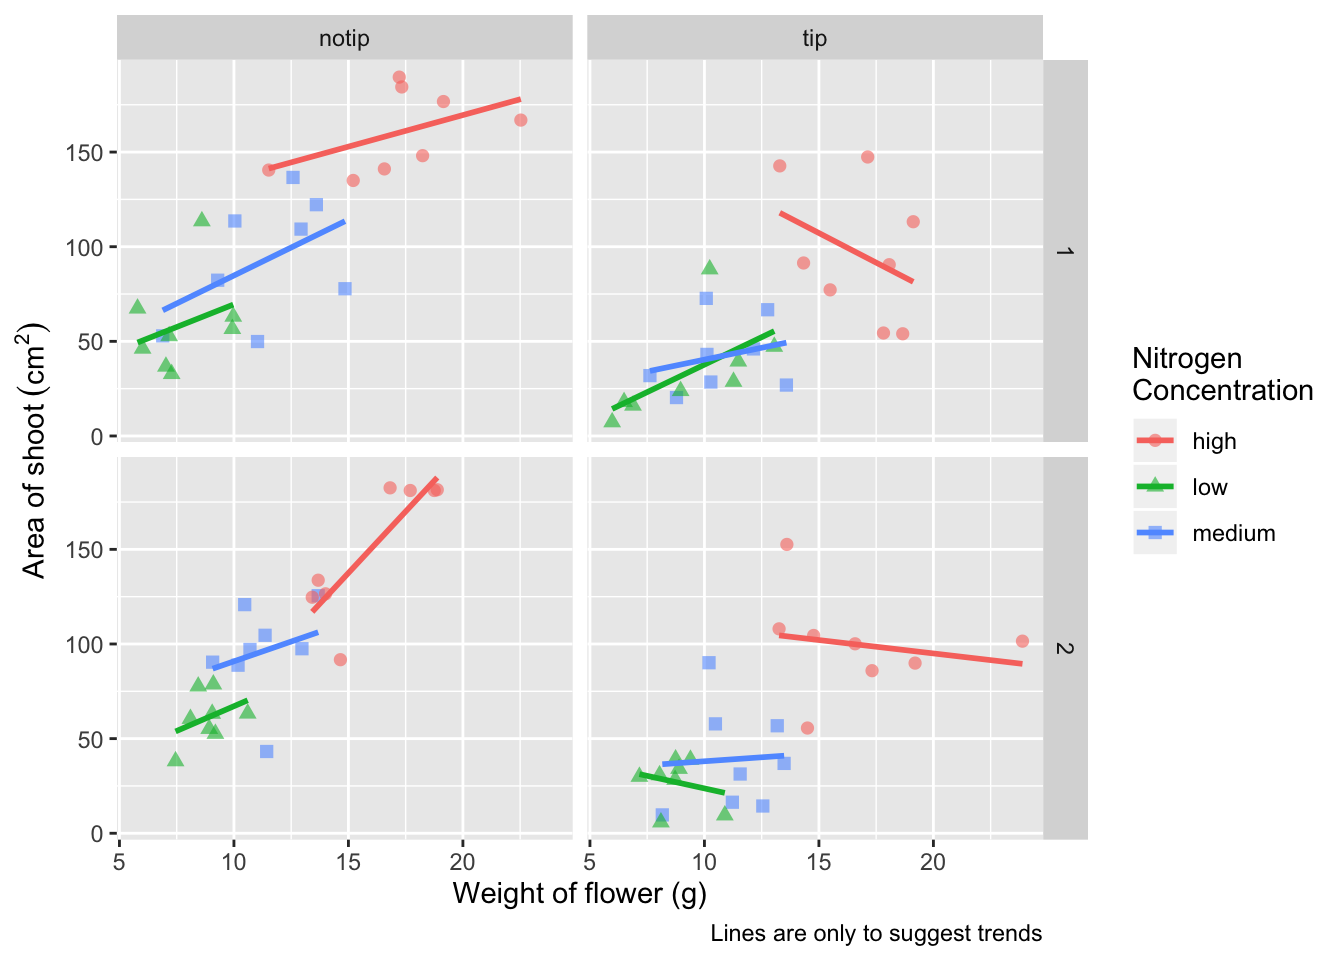 notip tip
150
100
50
0
1
150
100
50
0
2
5 10 15 20 5 10 15 20
Weight of flower (g)
Area of shoot (cm²)
Nitrogen
Concentration
high
low
medium
Lines are only to suggest trends